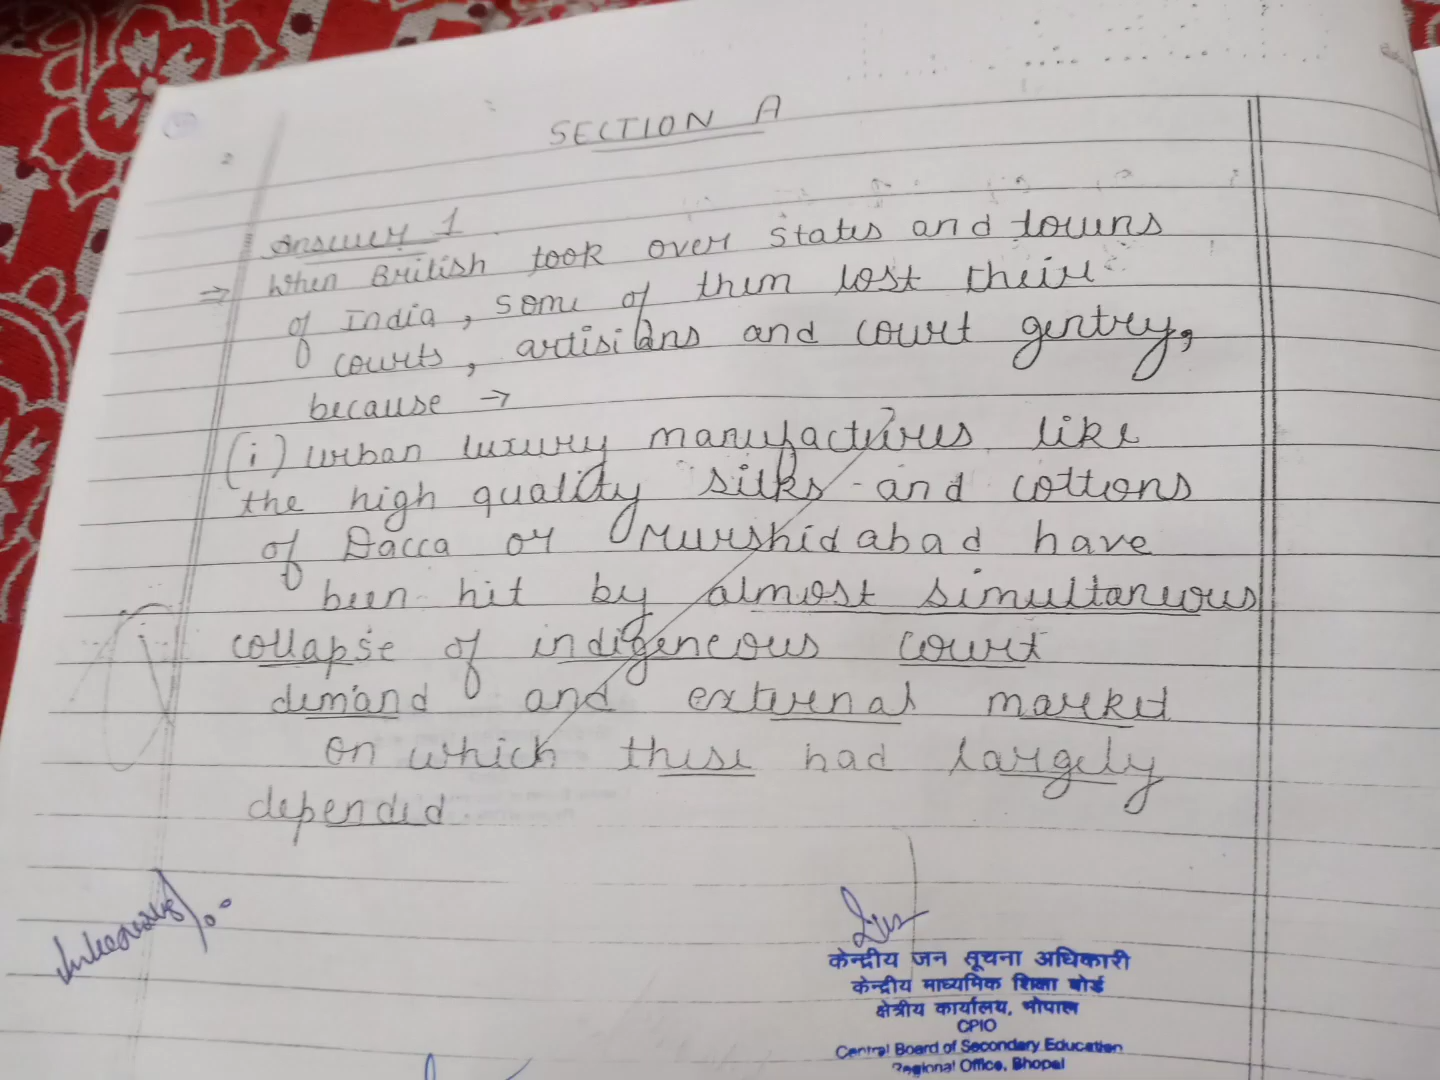 SECTION A
Answer 1
⇒ When British took over states and towns
of India, some of them lost their
courts, artisians and court gentry,
because →
(i) urban luxury manufactures like
the high quality silks and cottons
of Dacca or Murshidabad have
been hit by almost simultaneous
collapse of indigeneous court
demand and external market
on which these had largely
depended
केन्द्रीय जन सूचना अधिकारी
केन्द्रीय माध्यमिक शिक्षा बोर्ड
क्षेत्रीय कार्यालय, भोपाल
CPIO
Central Board of Secondary Education
Regional Office, Bhopal